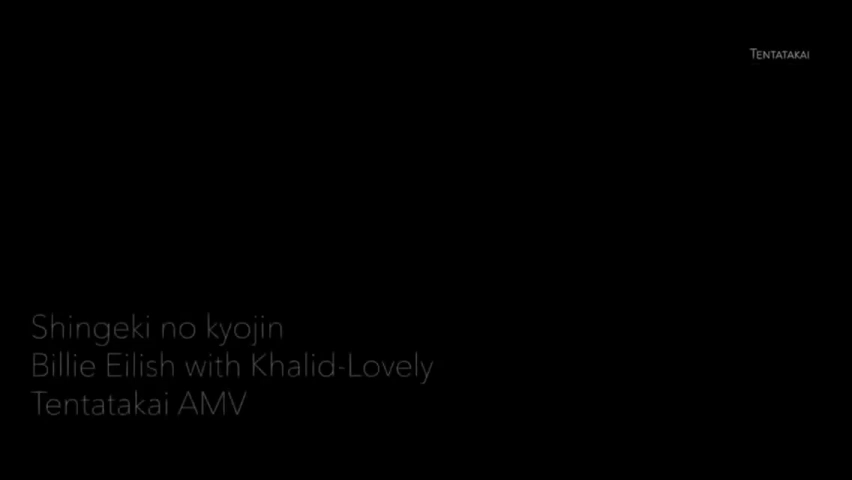 TENTATAKAI
Shingeki no kyojin
Billie Eilish with Khalid-Lovely
Tentatakai AMV